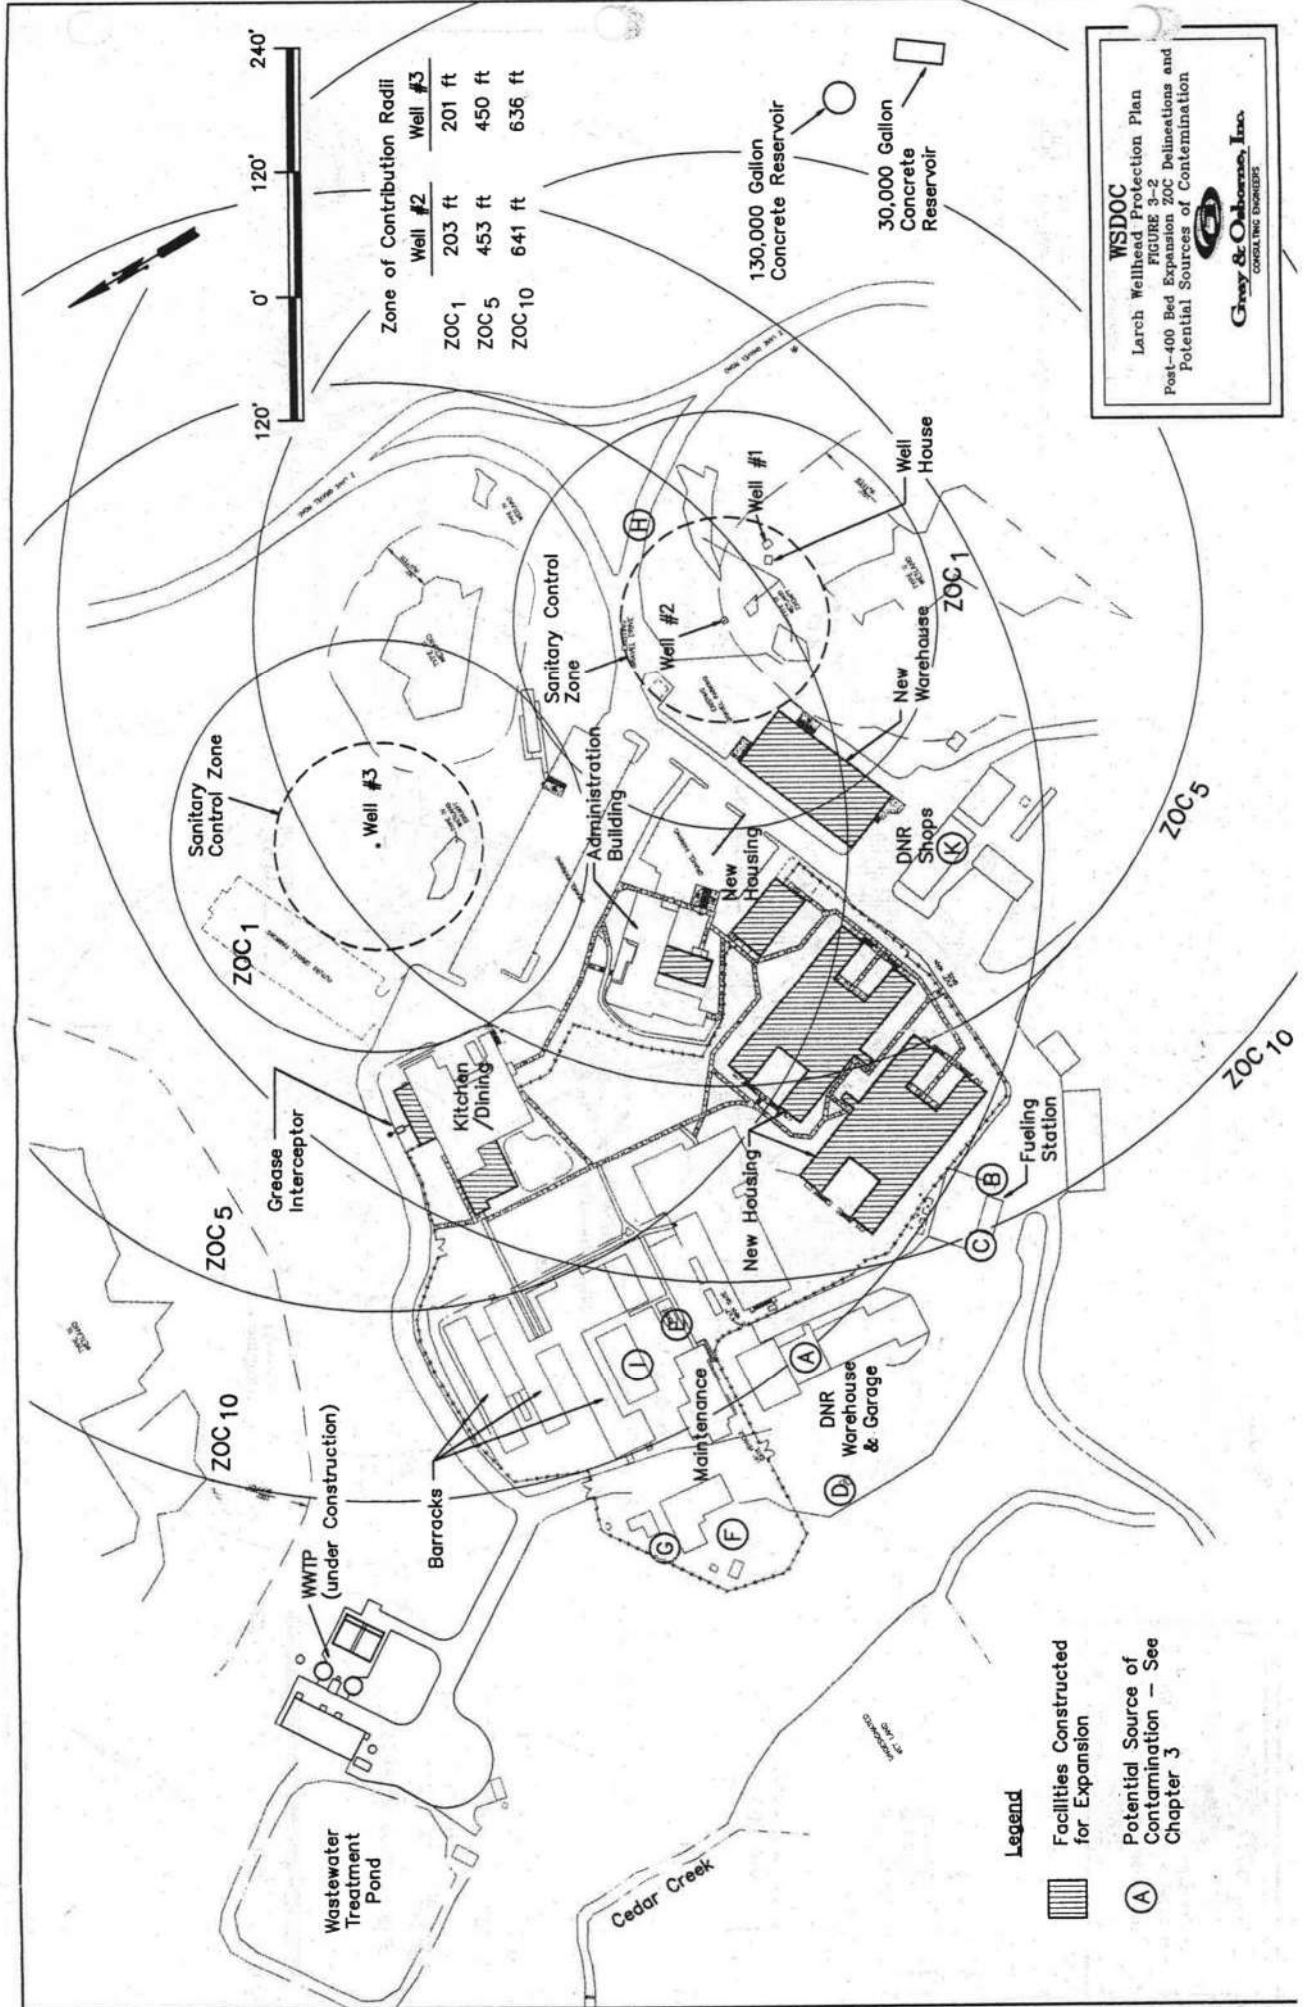 240'
120'
0'
120'
Zone of Contribution Radii
Well #2 Well #3
ZOC1 203 ft 201 ft
ZOC5 453 ft 450 ft
ZOC10 641 ft 636 ft
130,000 Gallon
Concrete Reservoir
30,000 Gallon
Concrete
Reservoir
WSDOC
Larch Wellhead Protection Plan
FIGURE 3-2
Post-400 Bed Expansion ZOC Delineations and
Potential Sources of Contemination
Gray & Osborne, Inc.
CONSULTING ENGINEERS
Sanitary
Control Zone
Well #3
ZOC1
Sanitary Control
Zone
H
Well #2
Well #1
Well
House
ZOC1
New
Warehouse
Administration
Building
New
Housing
DNR
Shops
K
ZOC5
ZOC10
Grease
Interceptor
Kitchen
/Dining
New Housing
B
Fueling
Station
C
ZOC5
ZOC10
WWTP
(under Construction)
Barracks
I
E
Maintenance
A
DNR
Warehouse
& Garage
D
G
F
Wastewater
Treatment
Pond
Cedar Creek
UNDESIGNATED
WET LAND
Legend
Facilities Constructed
for Expansion
A
Potential Source of
Contamination - See
Chapter 3